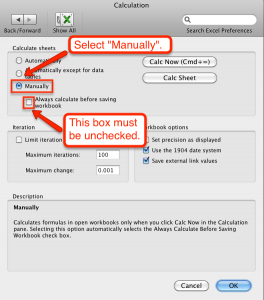 Calculation
Back/Forward
Show All
Search Excel Preferences
Calculate sheets
Select "Manually".
Automatically
Automatically except for data
tables
Manually
Always calculate before saving
workbook
Calc Now (Cmd+=)
Calc Sheet
This box must
be unchecked.
Iteration
Limit iteration
Maximum iterations:
100
Maximum change:
0.001
Workbook options
Set precision as displayed
Use the 1904 date system
Save external link values
Description
Manually
Calculates formulas in open workbooks only when you click Calc Now in the Calculation
pane. Selecting this option automatically selects the Always Calculate Before Saving
Workbook check box.
Cancel
OK